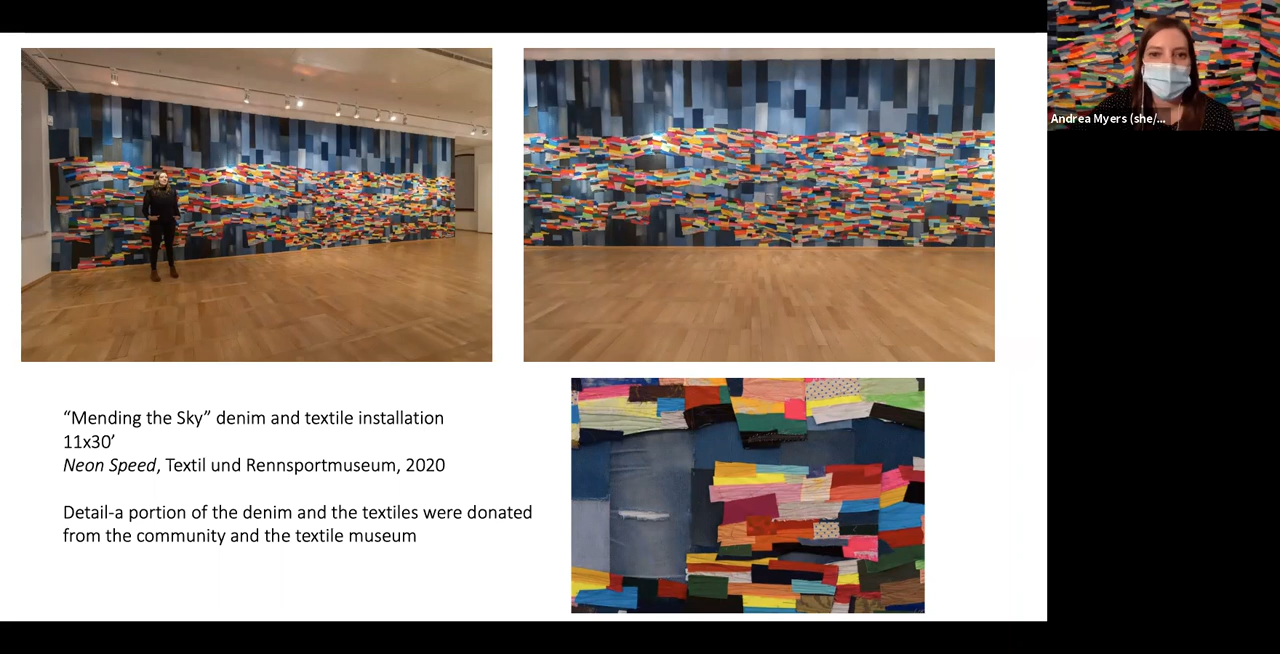 Andrea Myers (she/...
“Mending the Sky” denim and textile installation
11x30’
Neon Speed, Textil und Rennsportmuseum, 2020
Detail-a portion of the denim and the textiles were donated
from the community and the textile museum